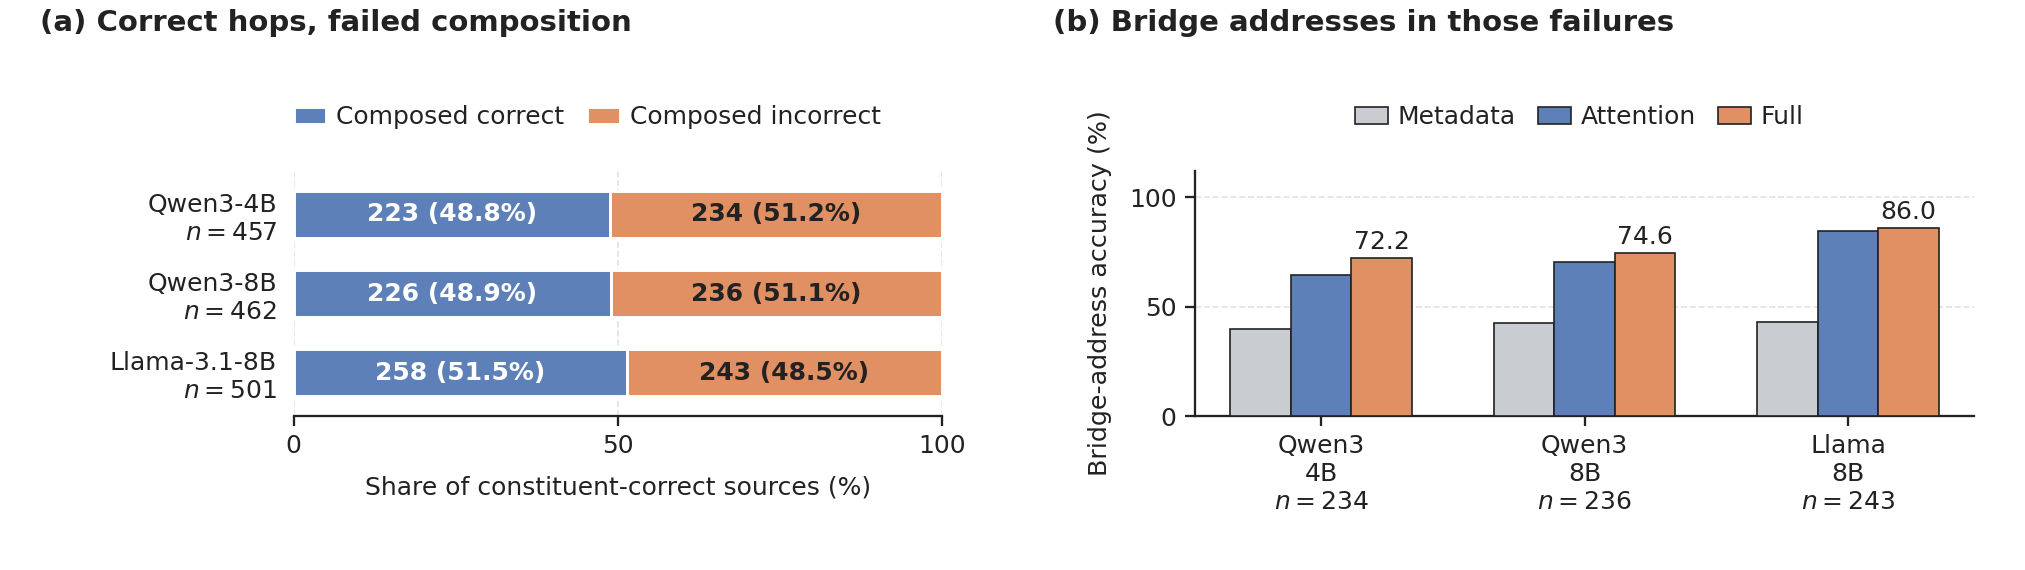 (a) Correct hops, failed composition
Composed correct
Composed incorrect
Qwen3-4B
n = 457
223 (48.8%)
234 (51.2%)
Qwen3-8B
n = 462
226 (48.9%)
236 (51.1%)
Llama-3.1-8B
n = 501
258 (51.5%)
243 (48.5%)
0
50
100
Share of constituent-correct sources (%)
(b) Bridge addresses in those failures
Metadata
Attention
Full
Bridge-address accuracy (%)
100
50
0
72.2
74.6
86.0
Qwen3
4B
n = 234
Qwen3
8B
n = 236
Llama
8B
n = 243